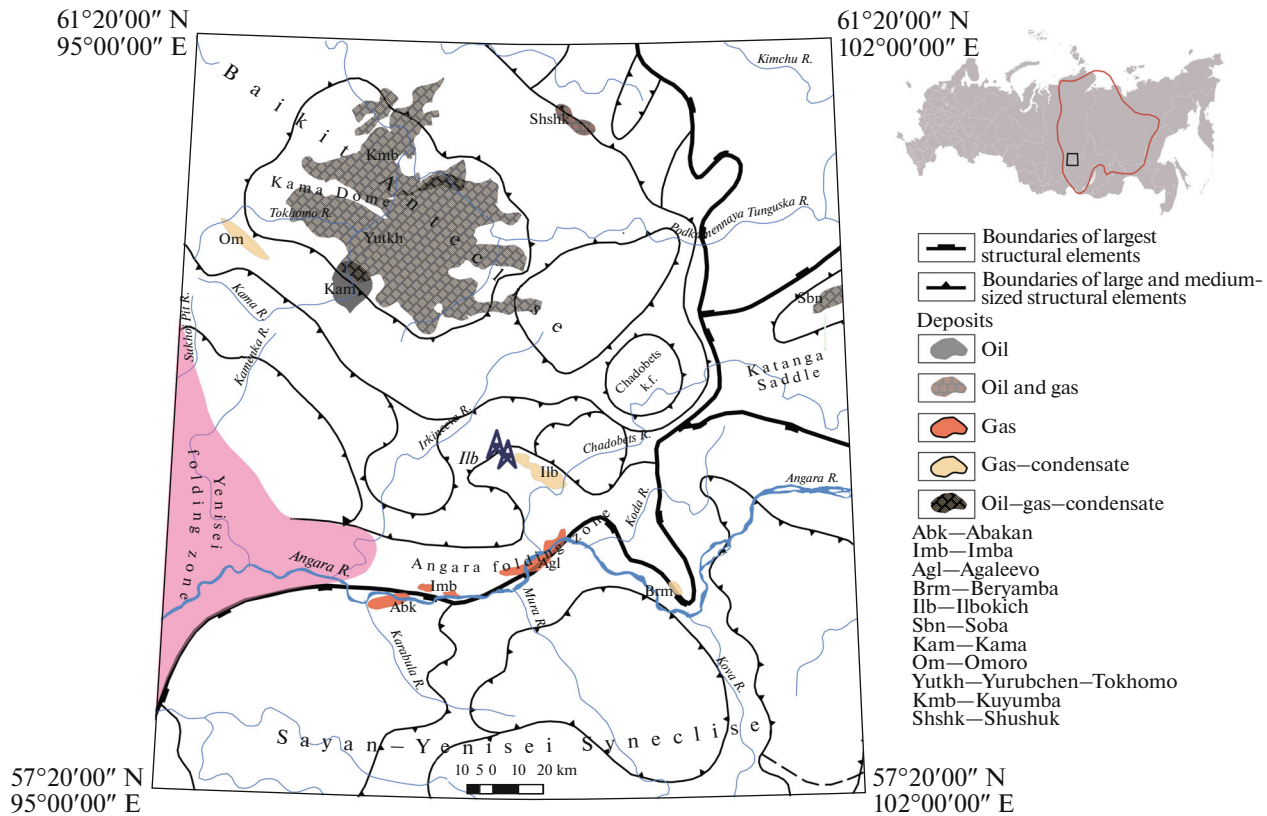 61°20′00″ N
95°00′00″ E
61°20′00″ N
102°00′00″ E
Kimchu R.
Baikit Anteclise
Shshk
Kmb
Kama Dome
Tokhomo R.
Yutkh
Om
Kam
Podkamennaya Tunguska R.
Sbn
Kama R.
Sukhoi Pit R.
Kamenka R.
Chadobets
k.f.
Katanga
Saddle
Irkineeva R.
Chadobets R.
Ilb
Ilb
Yenisei
folding zone
Koda R.
Angara R.
Angara R.
Angara folding zone
Agl
Imb
Abk
Brm
Mura R.
Karabula R.
Kova R.
Sayan–Yenisei Syneclise
10 5 0 10 20 km
57°20′00″ N
95°00′00″ E
57°20′00″ N
102°00′00″ E
Boundaries of largest
structural elements
Boundaries of large and medium-
sized structural elements
Deposits
Oil
Oil and gas
Gas
Gas–condensate
Oil–gas–condensate
Abk—Abakan
Imb—Imba
Agl—Agaleevo
Brm—Beryamba
Ilb—Ilbokich
Sbn—Soba
Kam—Kama
Om—Omoro
Yutkh—Yurubchen–Tokhomo
Kmb—Kuyumba
Shshk—Shushuk